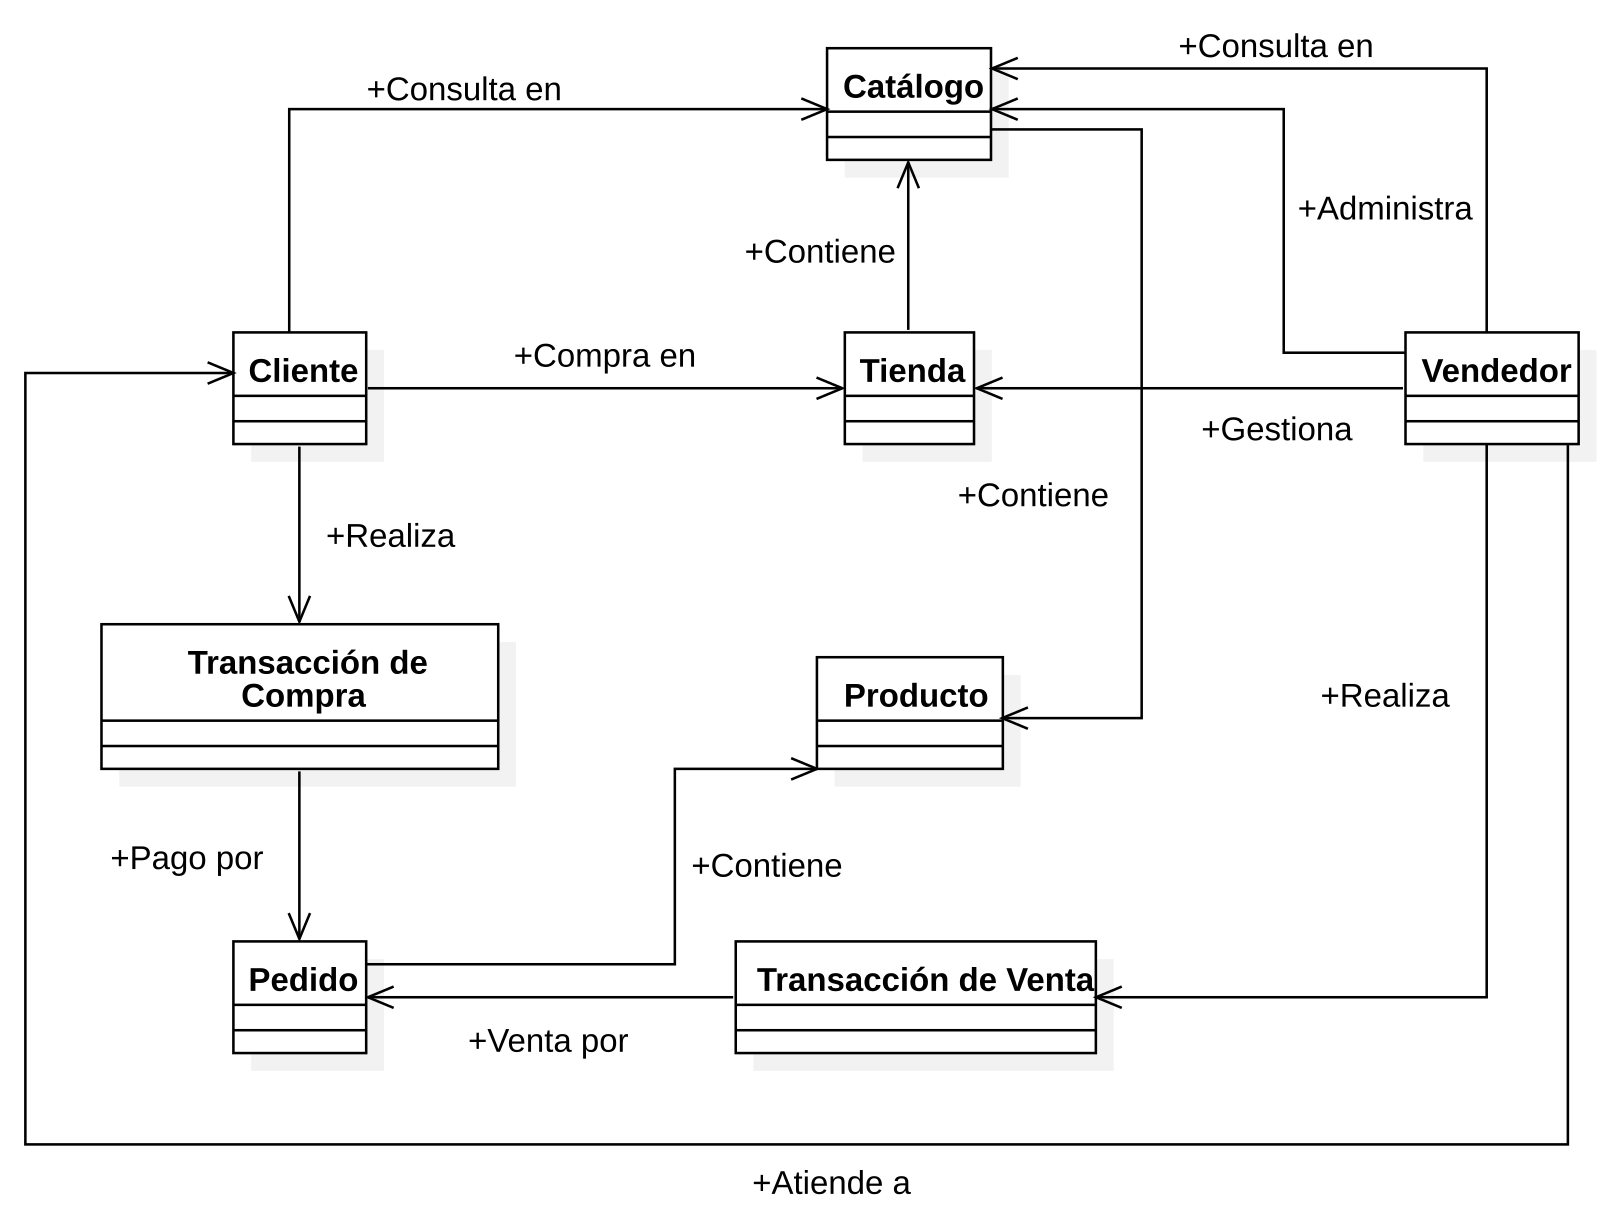 +Consulta en
+Consulta en
Catálogo
+Administra
+Contiene
Cliente
+Compra en
Tienda
Vendedor
+Gestiona
+Contiene
+Realiza
Transacción de
Compra
Producto
+Realiza
+Pago por
+Contiene
Pedido
Transacción de Venta
+Venta por
+Atiende a